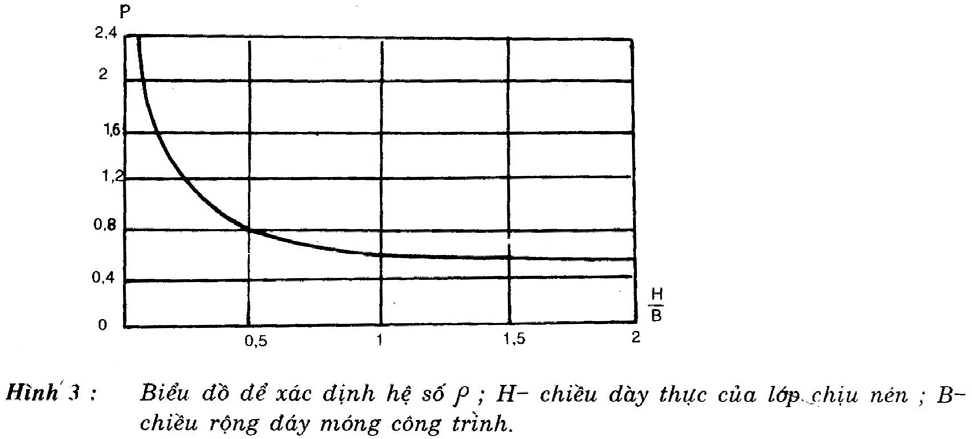 P
2,4
2
1,6
1,2
0,8
0,4
0
0,5
1
1,5
2
H
B
Hình 3 : Biểu đồ để xác định hệ số ρ ; H- chiều dày thực của lớp chịu nén ; B-
chiều rộng đáy móng công trình.